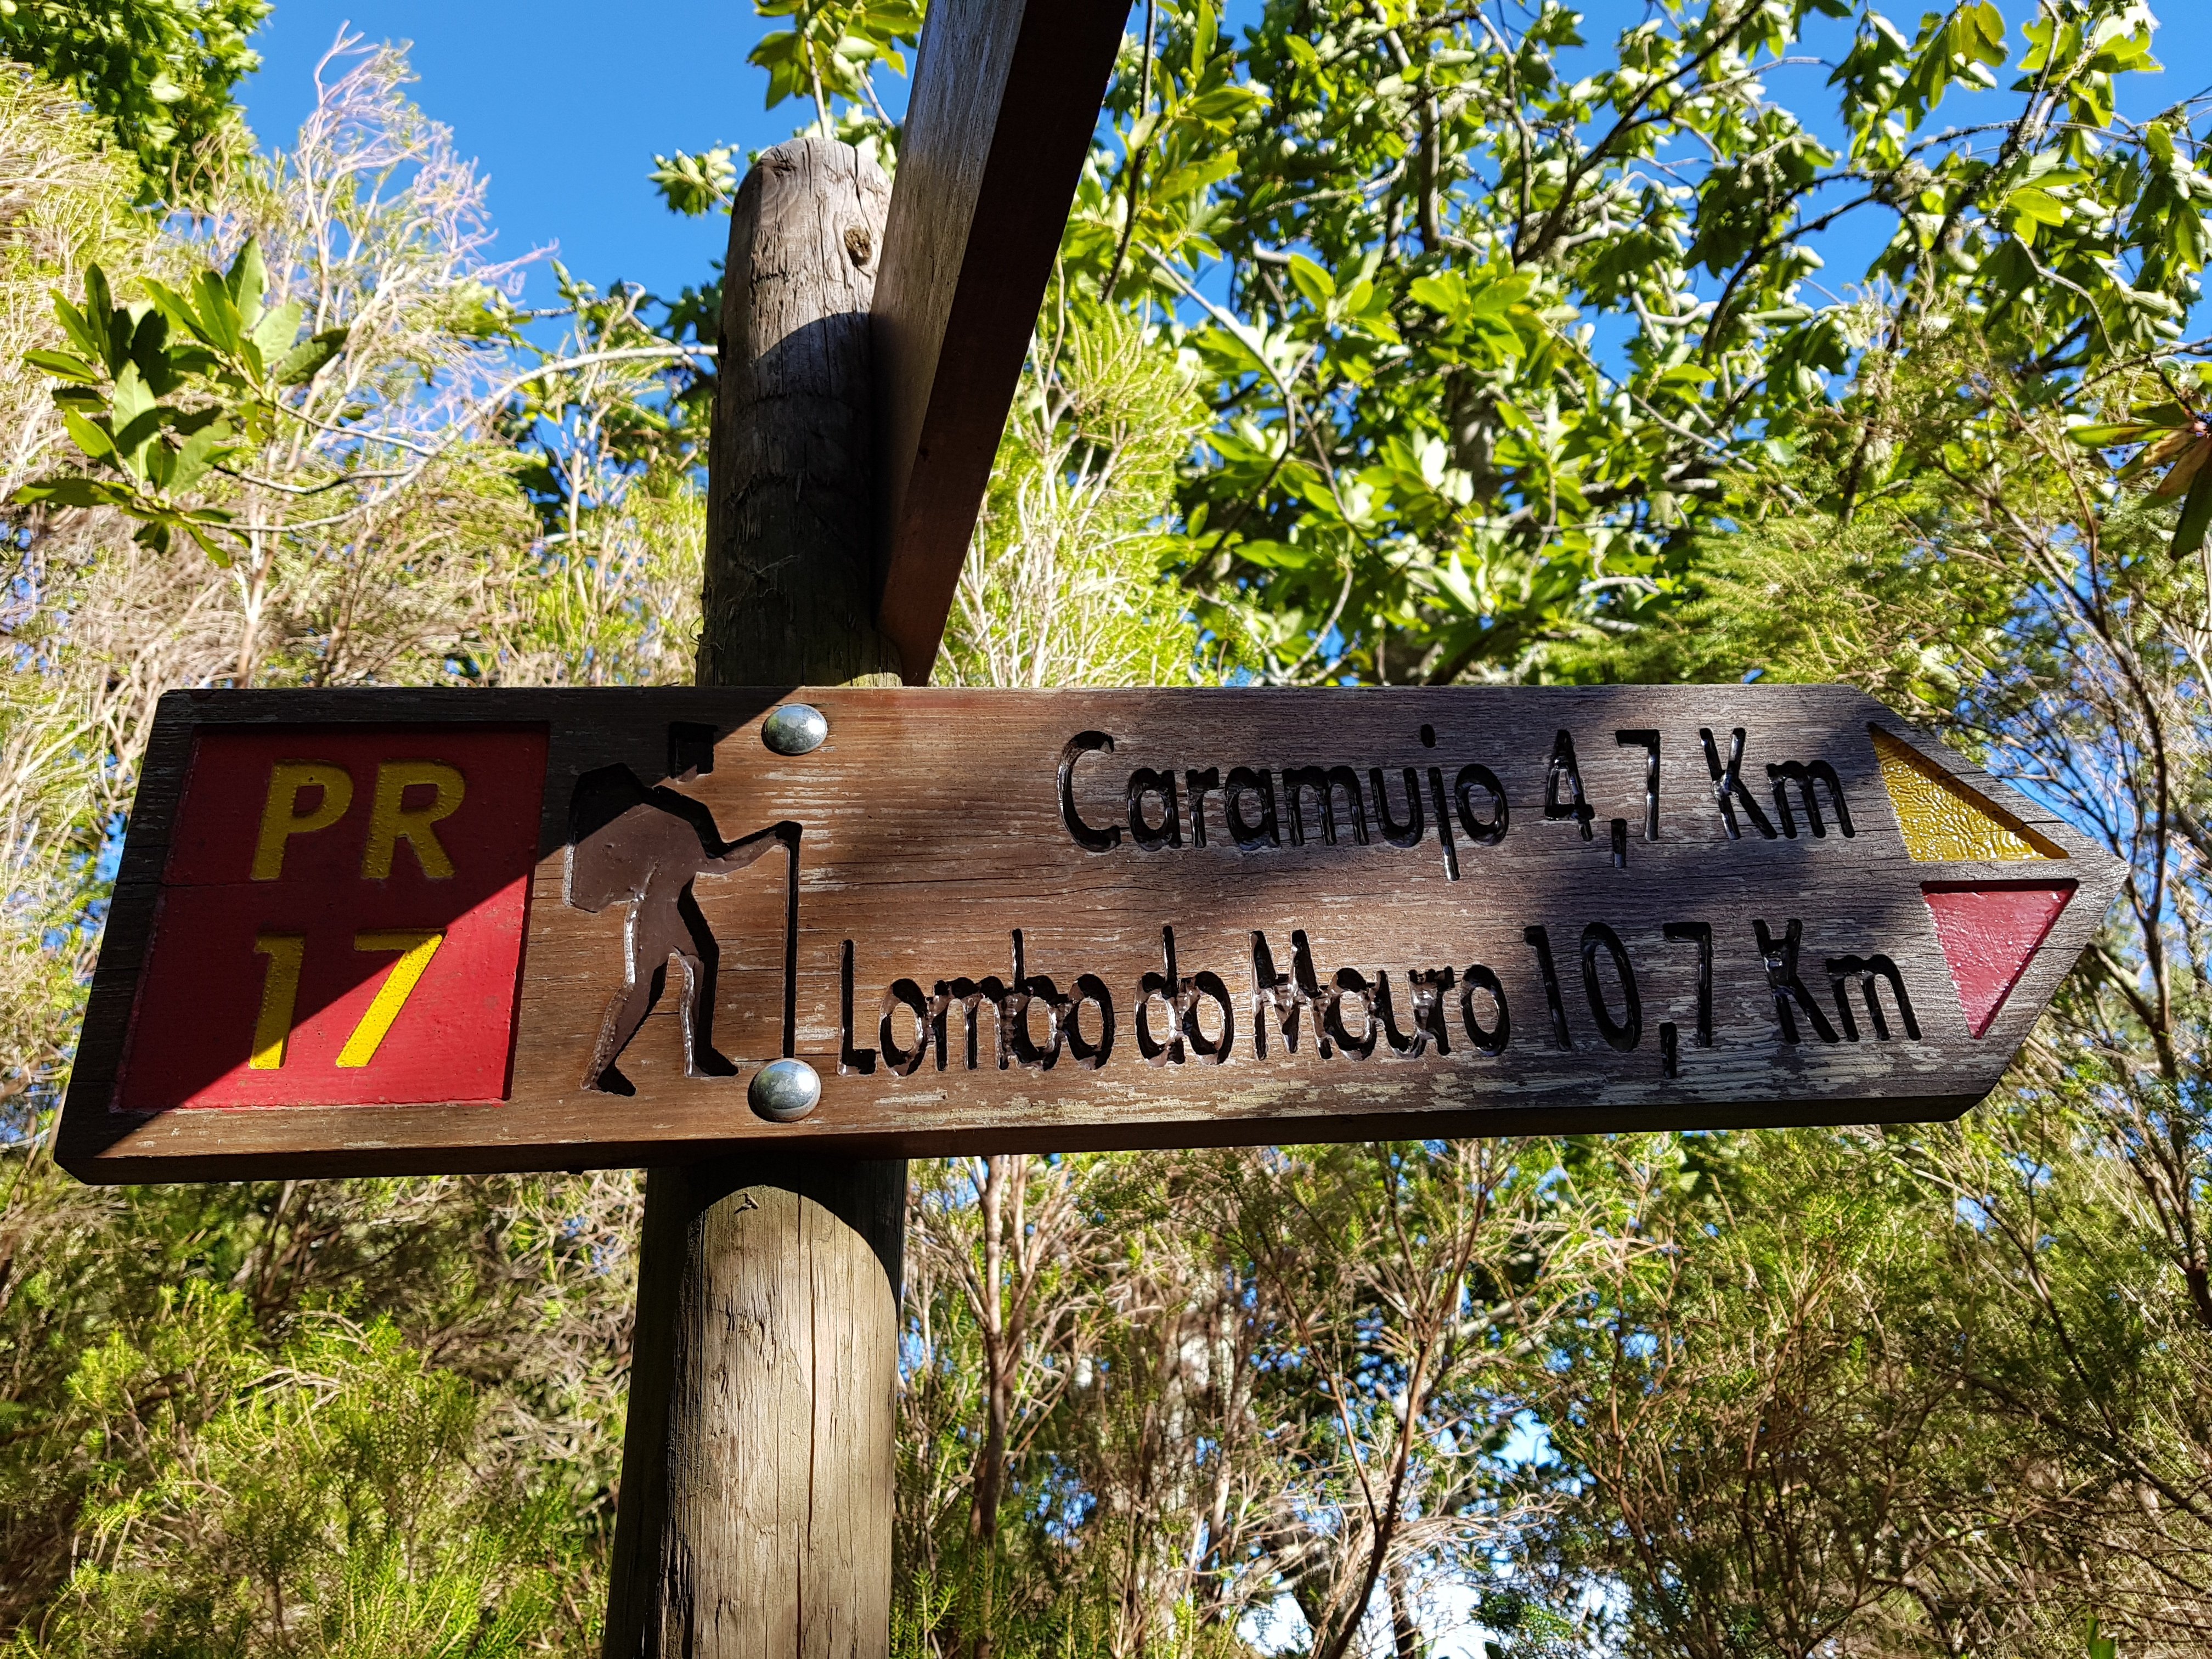 PR
17
Caramujo 4,7 Km
Lombo do Mouro 10,7 Km